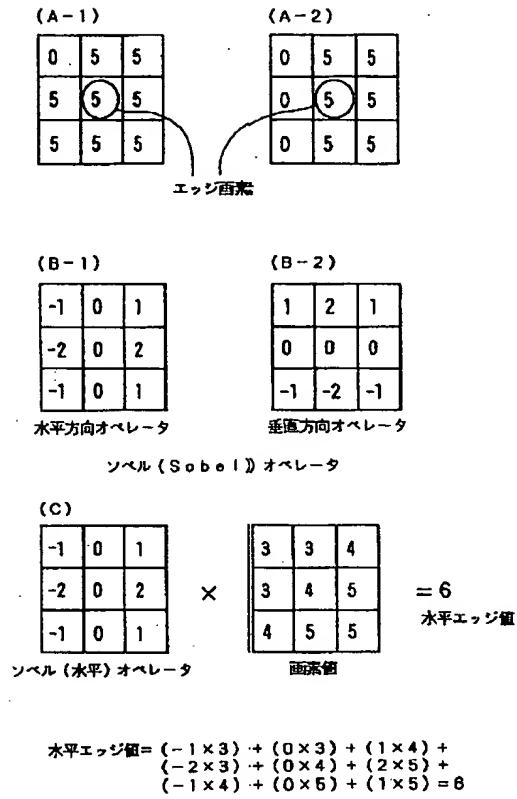 (A-1) (A-2)
0 5 5 0 5 5
5 5 5 0 5 5
5 5 5 0 5 5
エッジ画素
(B-1) (B-2)
-1 0 1 1 2 1
-2 0 2 0 0 0
-1 0 1 -1 -2 -1
水平方向オペレータ 垂直方向オペレータ
ソベル(Sobel))オペレータ
(C)
-1 0 1 3 3 4
-2 0 2 × 3 4 5 =6
-1 0 1 4 5 5 水平エッジ値
ソベル(水平)オペレータ 画素値
水平エッジ値=(-1×3)+(0×3)+(1×4)+
(-2×3)+(0×4)+(2×5)+
(-1×4)+(0×5)+(1×5)=6